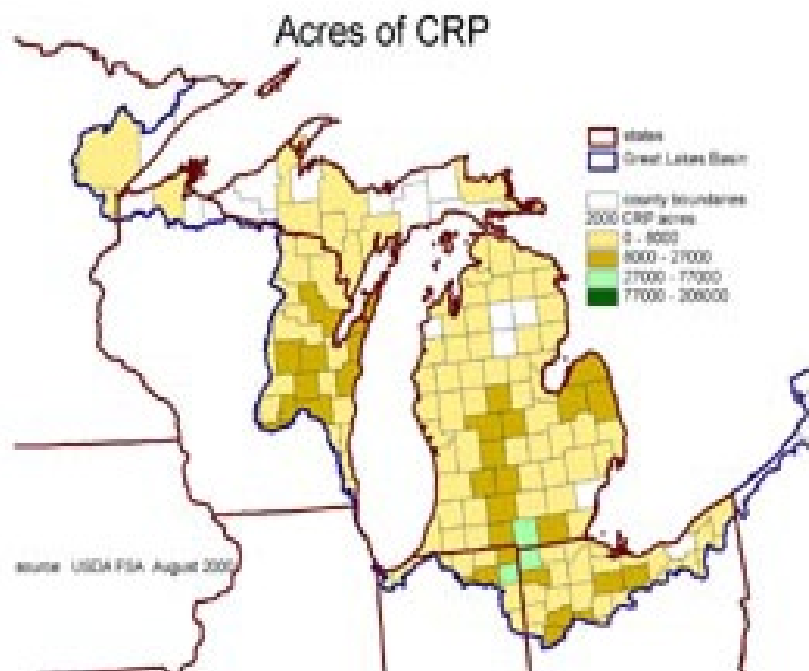 Acres of CRP
states
Great Lakes Basin
county boundaries
2000 CRP acres
0 - 8000
8000 - 27000
27000 - 77000
77000 - 206000
source: USDA FSA August 2000